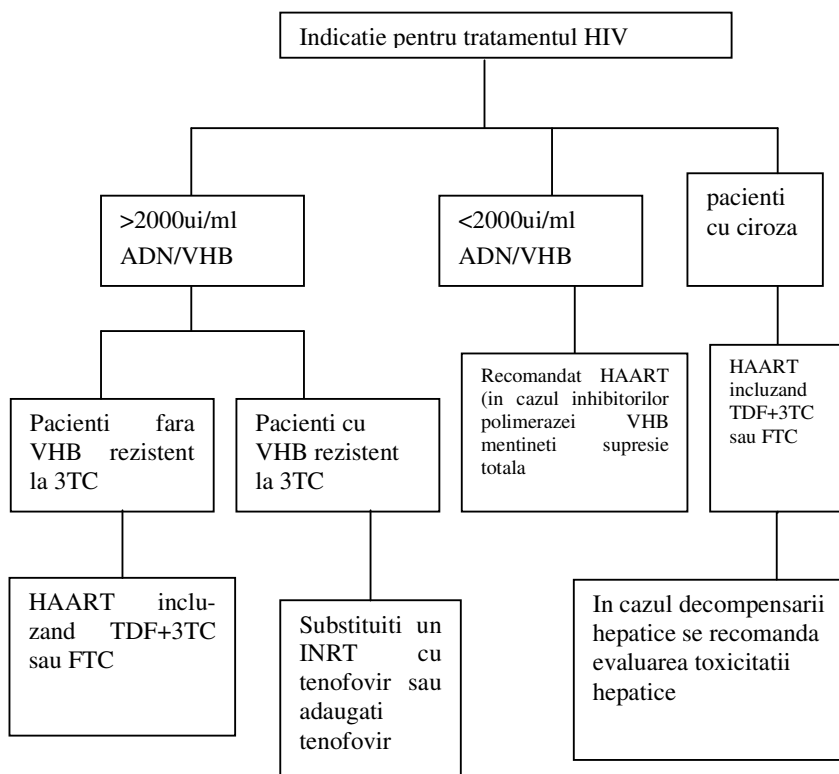 Indicatie pentru tratamentul HIV
>2000ui/ml
ADN/VHB
<2000ui/ml
ADN/VHB
pacienti
cu ciroza
Pacienti fara
VHB rezistent
la 3TC
Pacienti cu
VHB rezistent
la 3TC
Recomandat HAART
(in cazul inhibitorilor
polimerazei VHB
mentineti supresie
totala
HAART
incluzand
TDF+3TC
sau FTC
HAART inclu-
zand TDF+3TC
sau FTC
Substituiti un
INRT cu
tenofovir sau
adaugati
tenofovir
In cazul decompensarii
hepatice se recomanda
evaluarea toxicitatii
hepatice